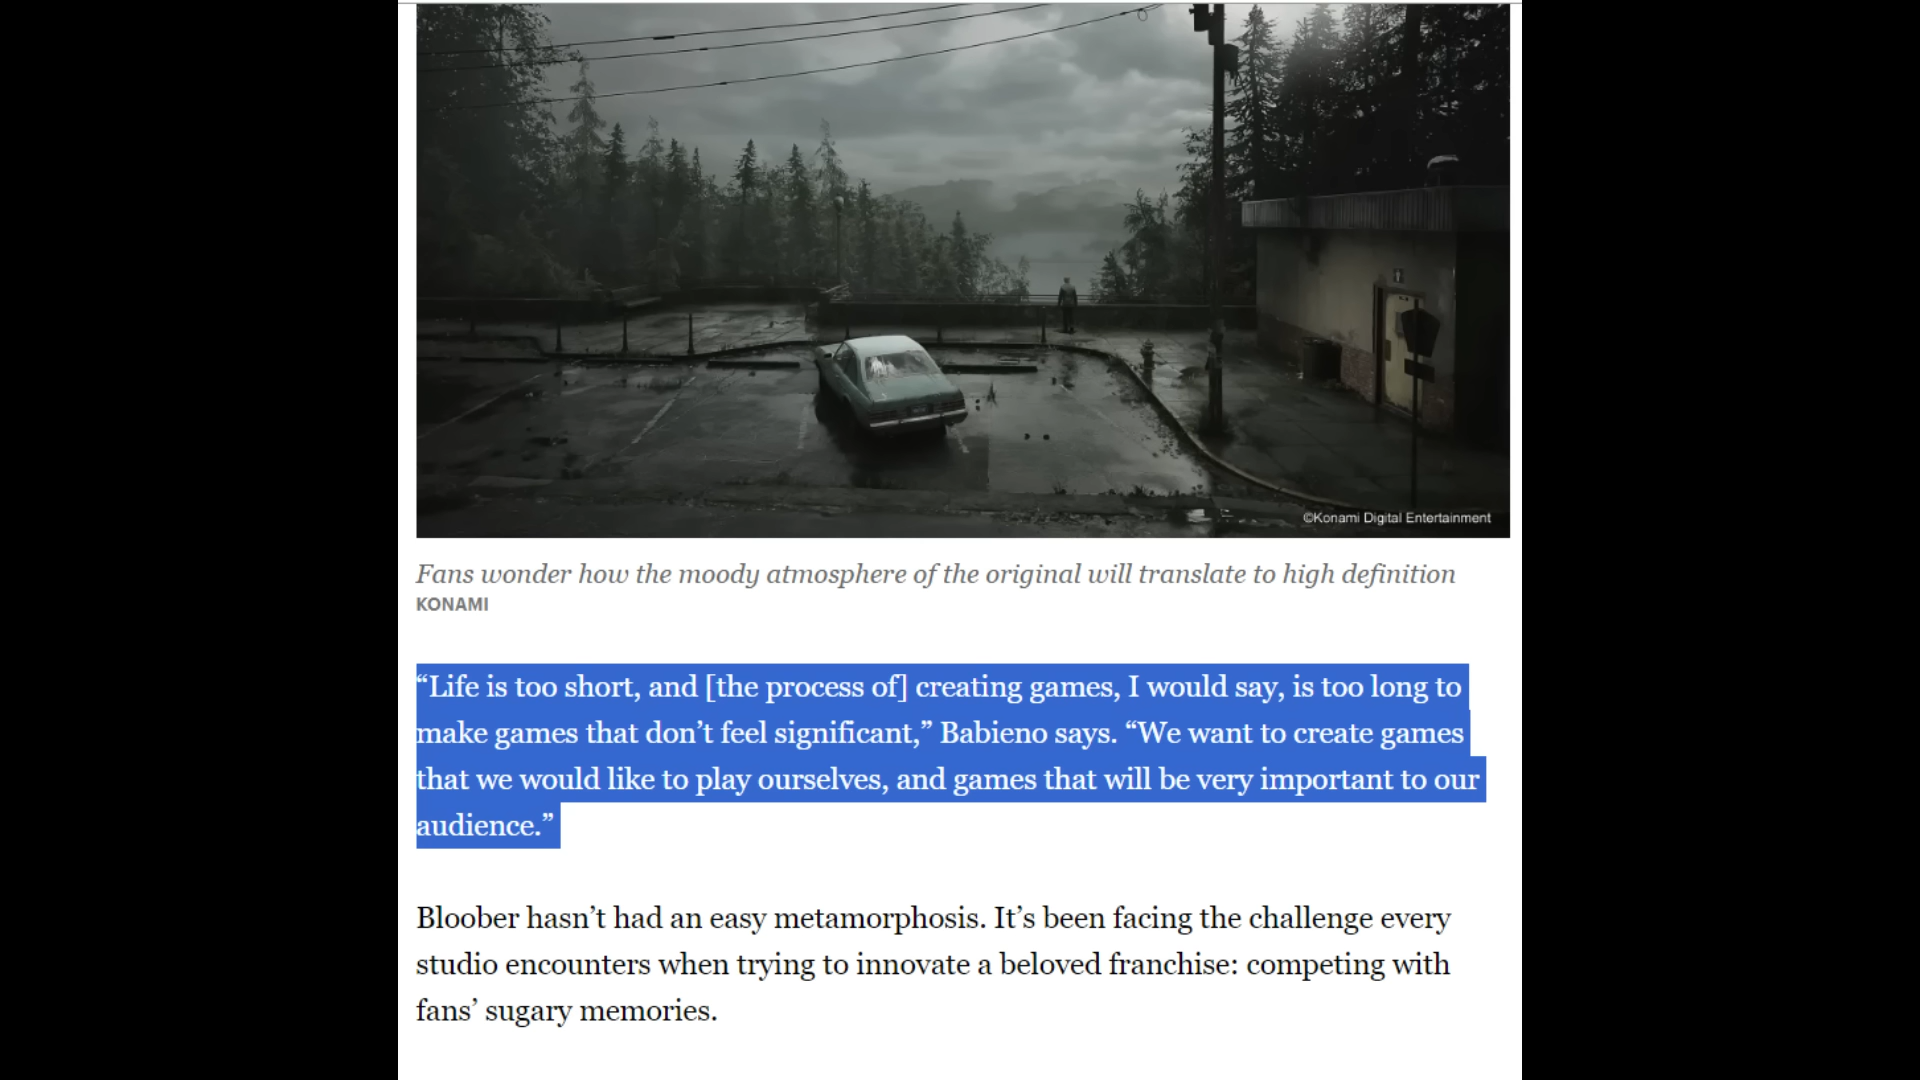 ©Konami Digital Entertainment
Fans wonder how the moody atmosphere of the original will translate to high definition
KONAMI
“Life is too short, and [the process of] creating games, I would say, is too long to
make games that don’t feel significant,” Babieno says. “We want to create games
that we would like to play ourselves, and games that will be very important to our
audience.”
Bloober hasn’t had an easy metamorphosis. It’s been facing the challenge every
studio encounters when trying to innovate a beloved franchise: competing with
fans’ sugary memories.